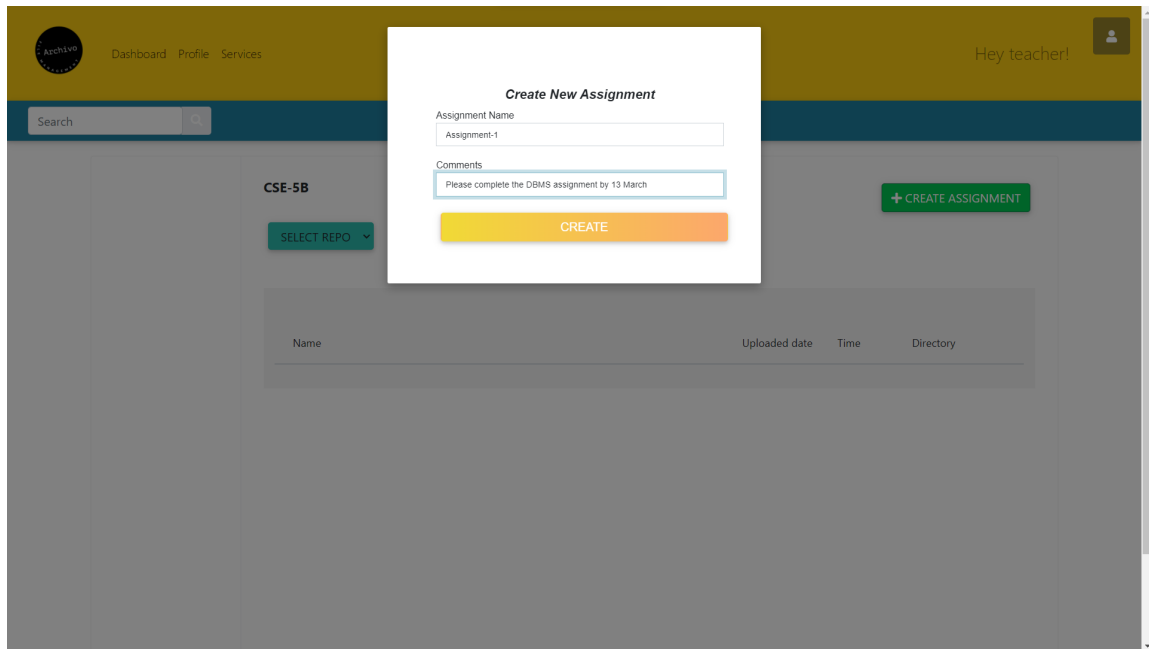 Archivo
Dashboard Profile Services
Hey teacher!
Search
Create New Assignment
Assignment Name
Assignment-1
Comments
Please complete the DBMS assignment by 13 March
CREATE
CSE-5B
CREATE ASSIGNMENT
SELECT REPO
Name Uploaded date Time Directory